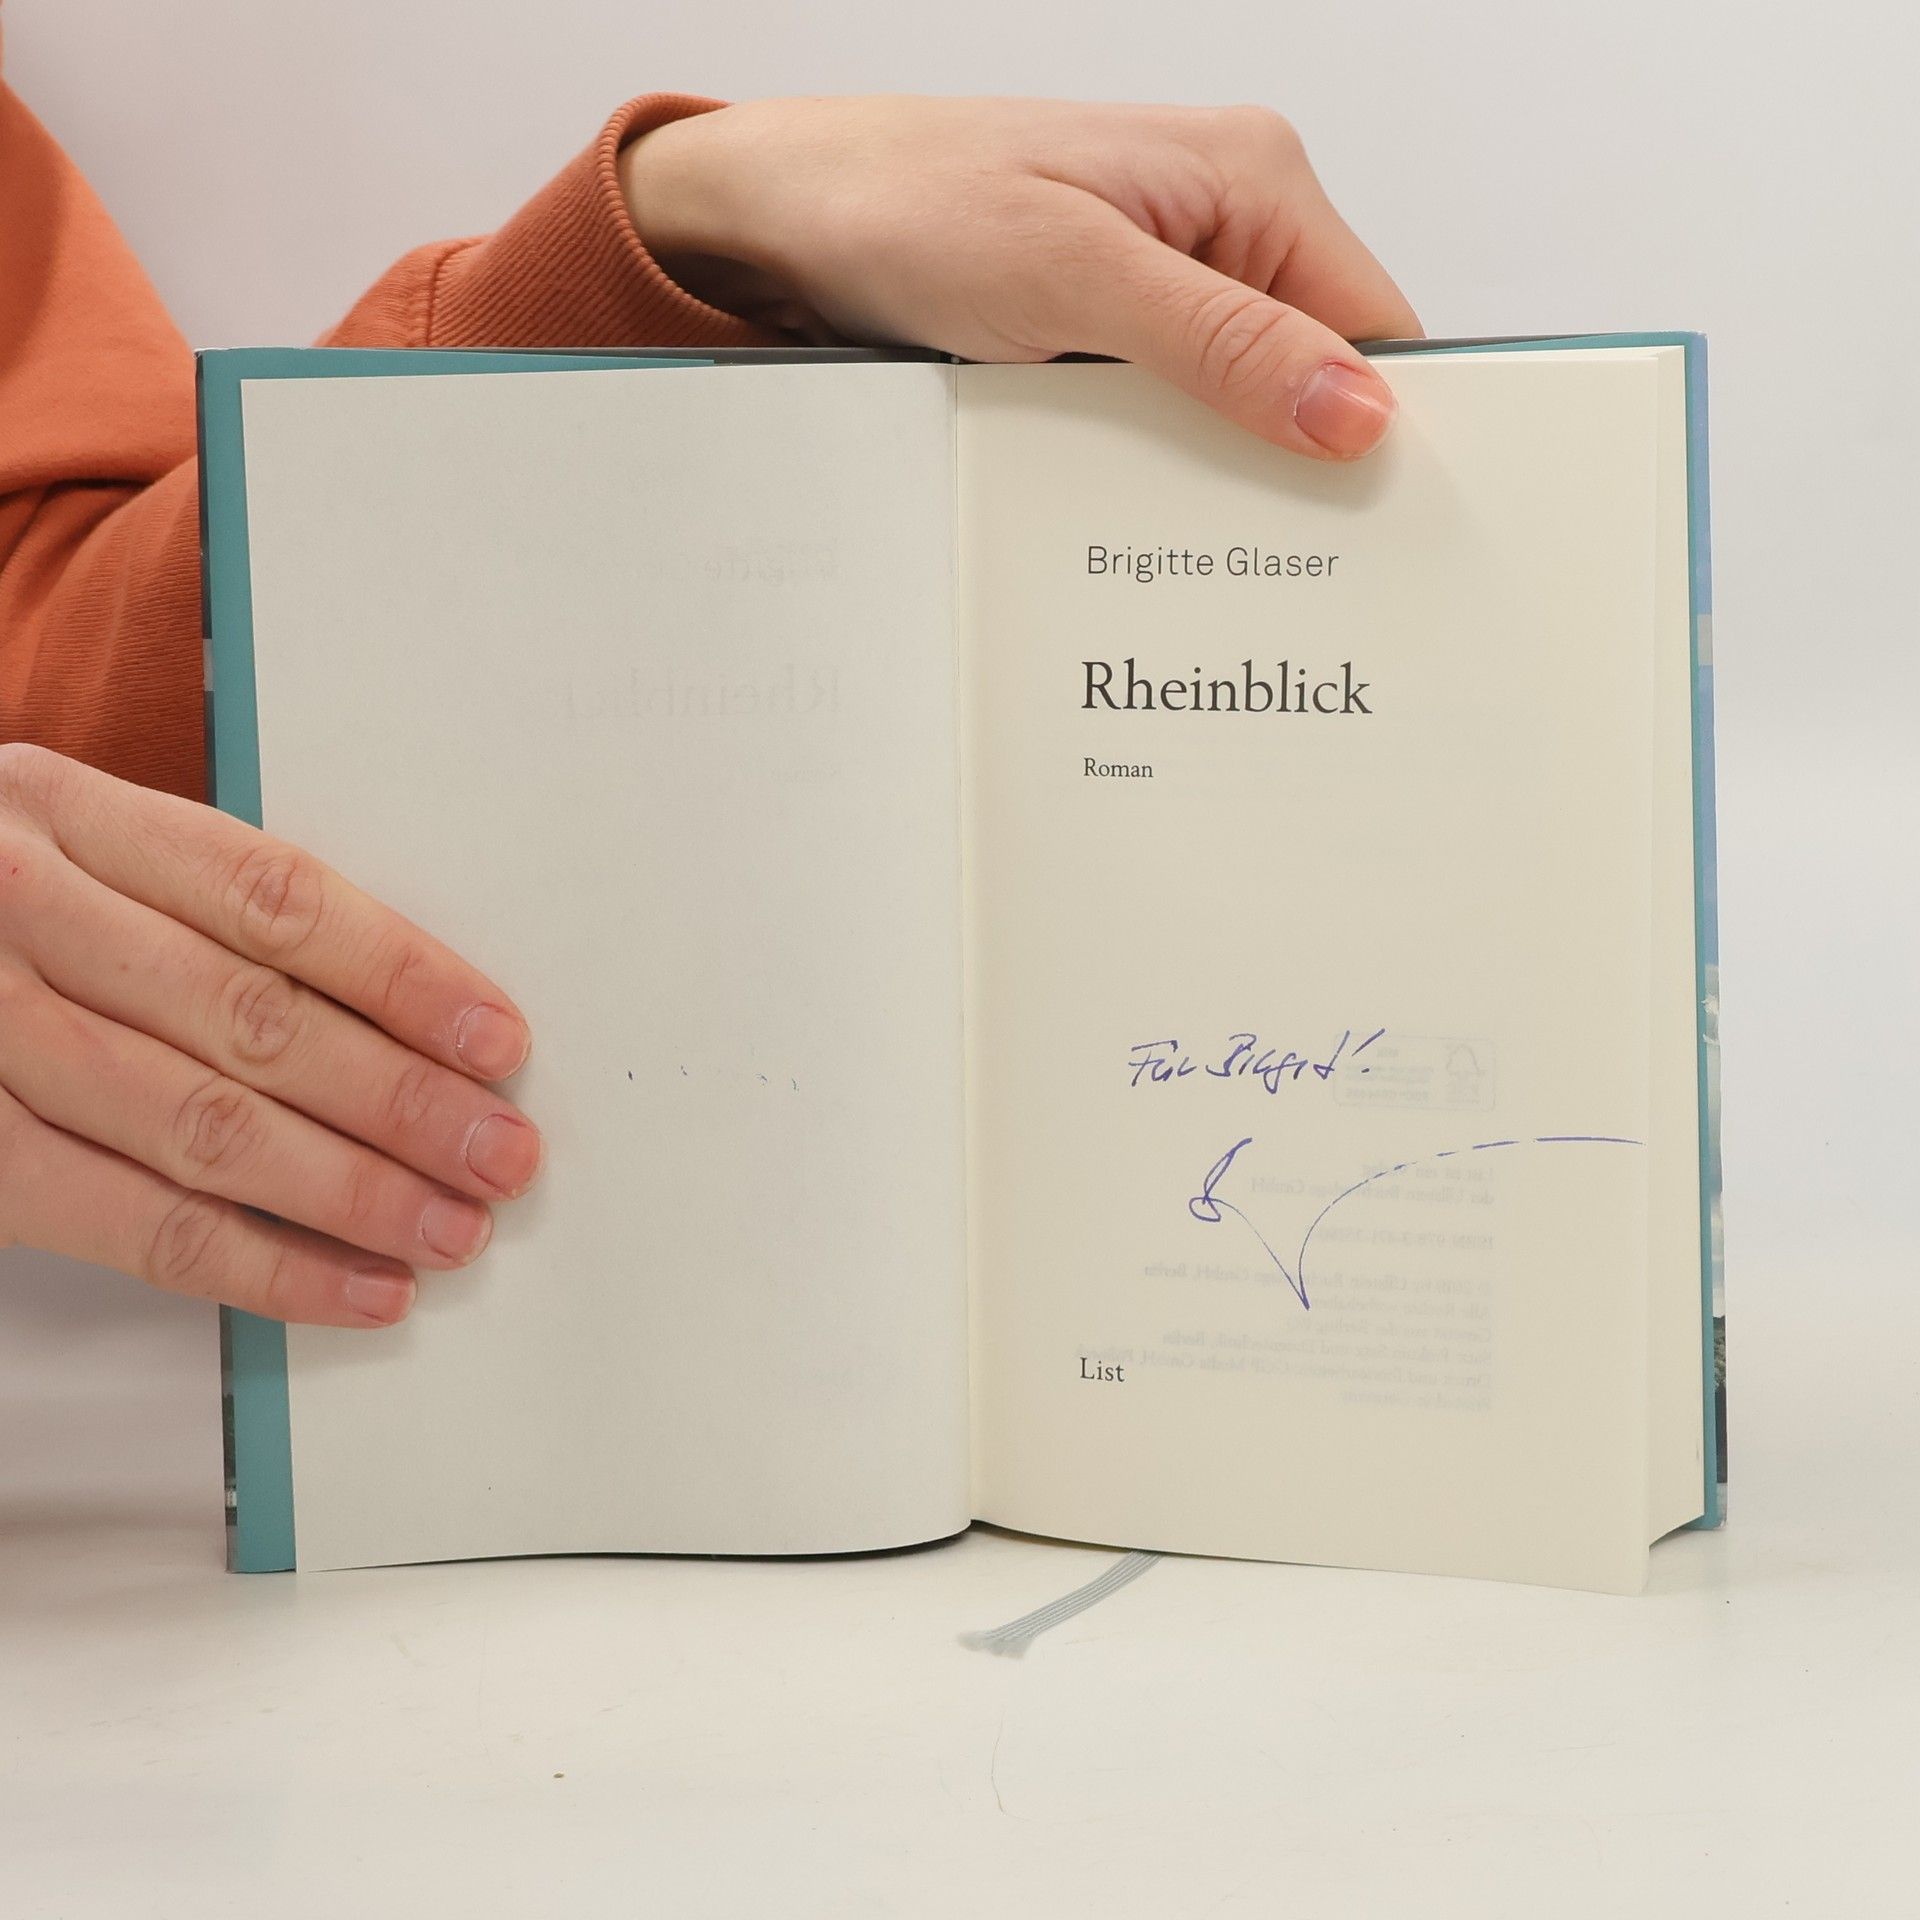 Brigitte Glaser
Rheinblick
Roman
Für Birgit!
List